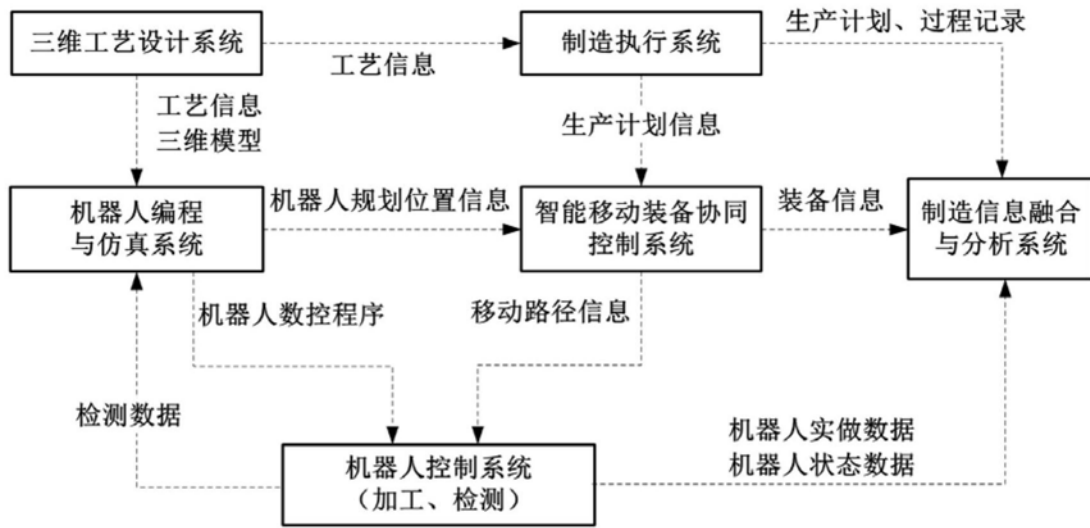 三维工艺设计系统
工艺信息
制造执行系统
生产计划、过程记录
工艺信息
三维模型
生产计划信息
机器人编程
与仿真系统
机器人规划位置信息
智能移动装备协同
控制系统
装备信息
制造信息融合
与分析系统
机器人数控程序
移动路径信息
检测数据
机器人控制系统
（加工、检测）
机器人实做数据
机器人状态数据